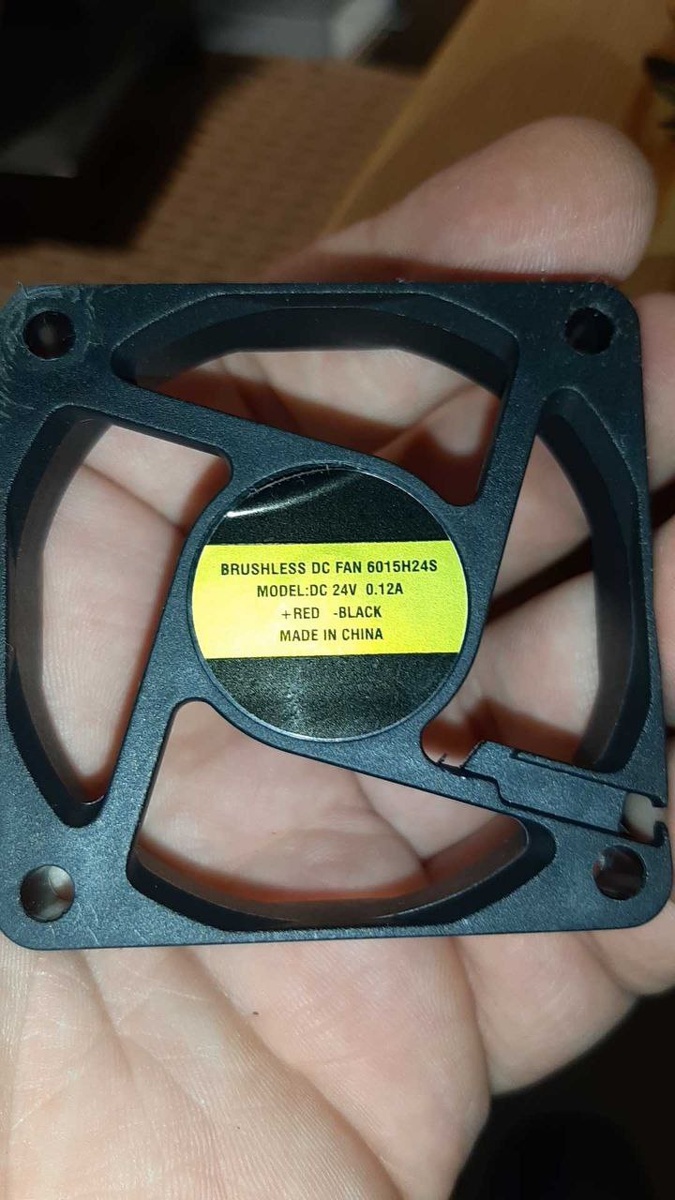 BRUSHLESS DC FAN 6015H24S
MODEL:DC 24V 0.12A
+RED -BLACK
MADE IN CHINA